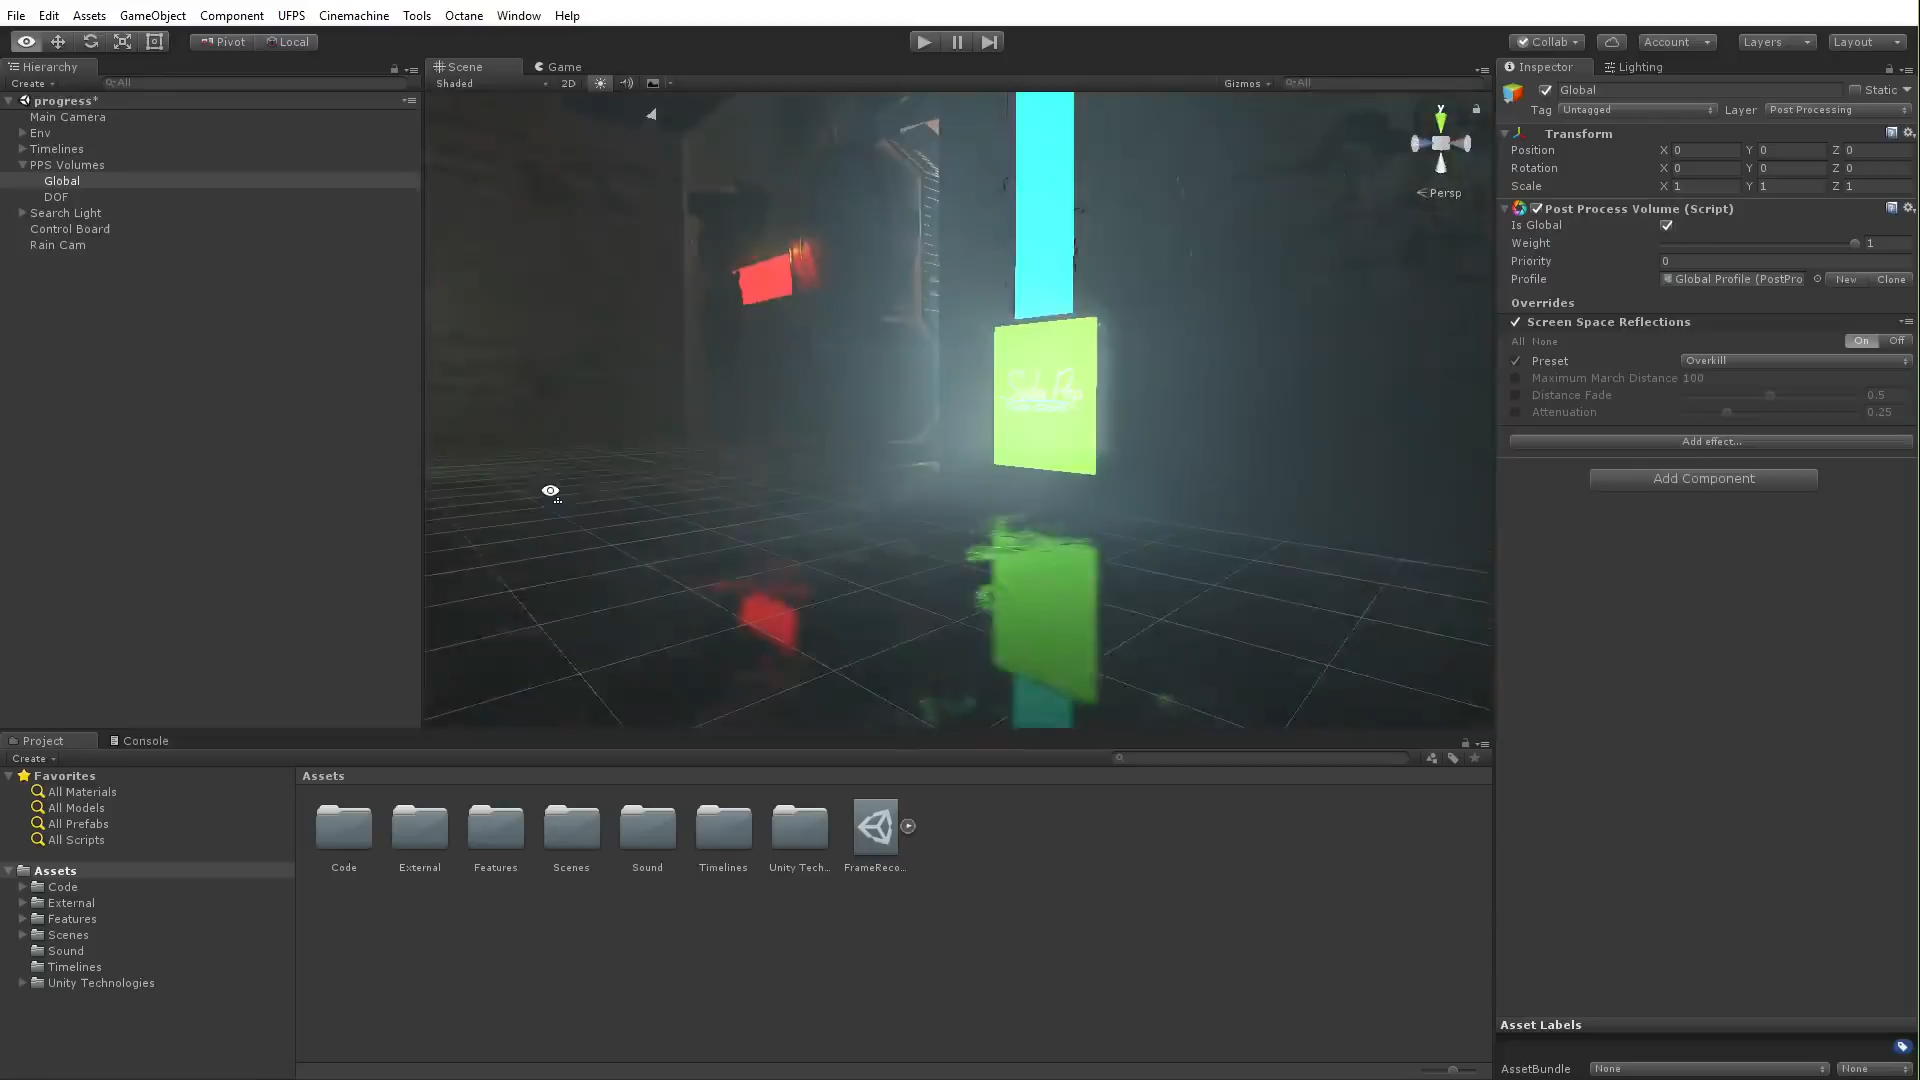 File Edit Assets GameObject Component UFPS Cinemachine Tools Octane Window Help
Pivot Local
Collab Account Layers Layout
Hierarchy
Create All
progress*
Main Camera
Env
Timelines
PPS Volumes
Global
DOF
Search Light
Control Board
Rain Cam
Scene Game
Shaded 2D Gizmos All
y
Persp
Inspector Lighting
Global Static
Tag Untagged Layer Post Processing
Transform
Position X 0 Y 0 Z 0
Rotation X 0 Y 0 Z 0
Scale X 1 Y 1 Z 1
Post Process Volume (Script)
Is Global
Weight 1
Priority 0
Profile Global Profile (PostPro New Clone
Overrides
Screen Space Reflections
All None On Off
Preset Overkill
Maximum March Distance 100
Distance Fade 0.5
Attenuation 0.25
Add effect...
Add Component
Project Console
Create
Favorites
All Materials
All Models
All Prefabs
All Scripts
Assets
Code
External
Features
Scenes
Sound
Timelines
Unity Technologies
Assets
Code External Features Scenes Sound Timelines Unity Tech... FrameReco...
Asset Labels
AssetBundle None None